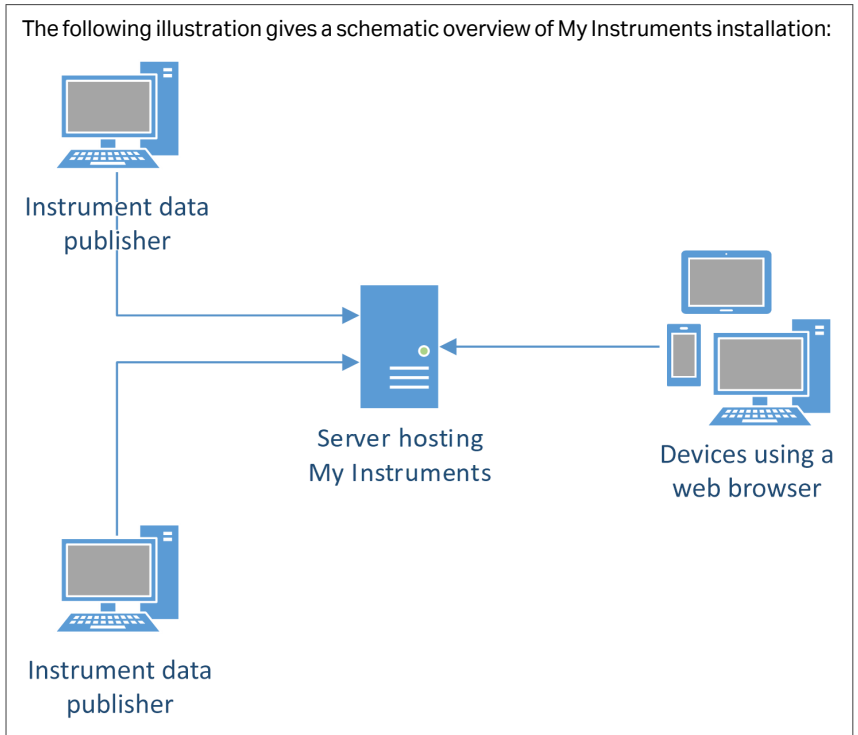 The following illustration gives a schematic overview of My Instruments installation:
Instrument data
publisher
Server hosting
My Instruments
Devices using a
web browser
Instrument data
publisher